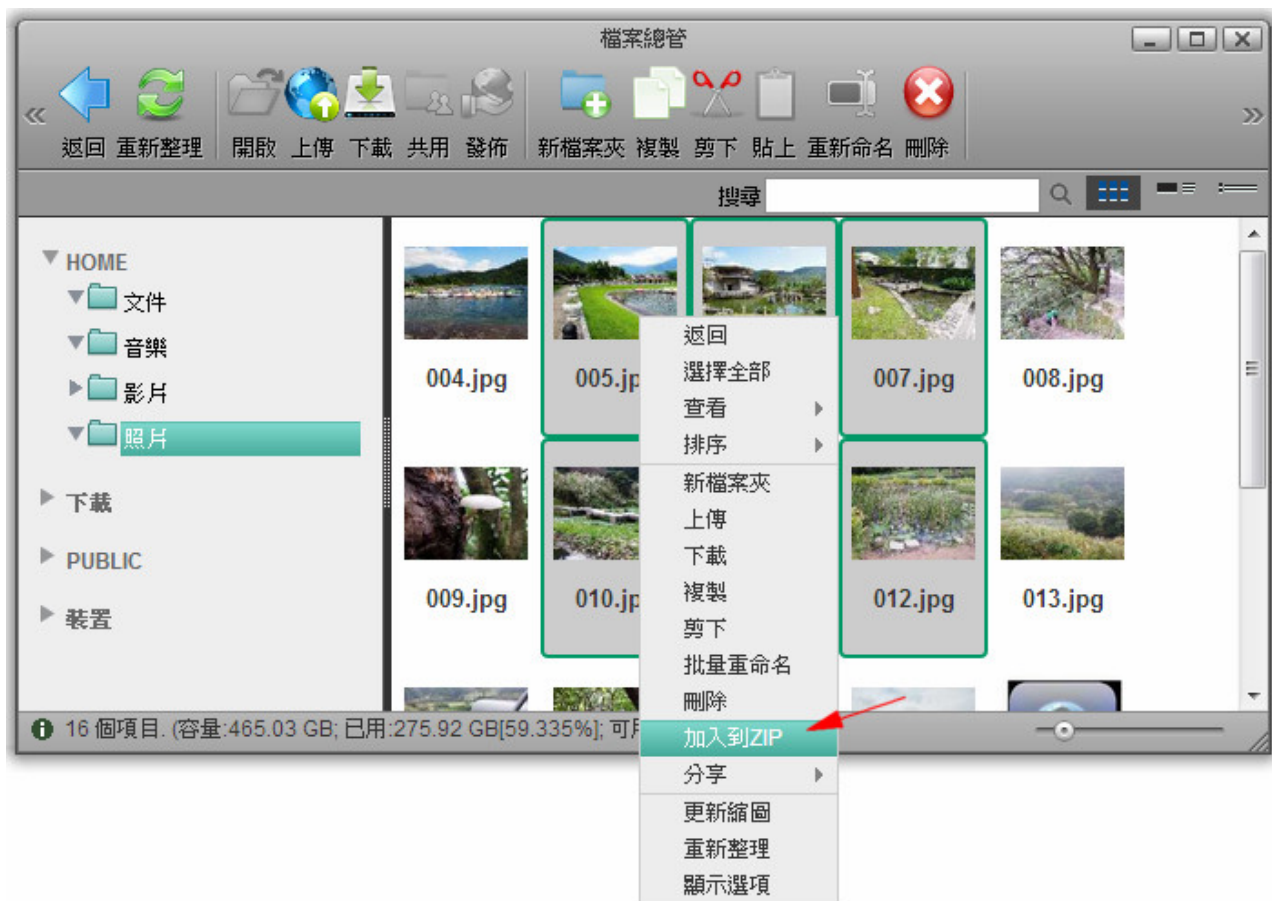 檔案總管
返回 重新整理 開啟 上傳 下載 共用 發佈 新檔案夾 複製 剪下 貼上 重新命名 刪除
搜尋
HOME
文件
音樂
影片
照片
下載
PUBLIC
裝置
004.jpg 005.jp 007.jpg 008.jpg
009.jpg 010.jp 012.jpg 013.jpg
返回
選擇全部
查看
排序
新檔案夾
上傳
下載
複製
剪下
批量重命名
刪除
加入到ZIP
分享
更新縮圖
重新整理
顯示選項
16 個項目. (容量:465.03 GB; 已用:275.92 GB[59.335%]; 可